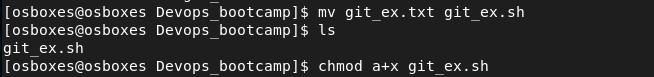 [osboxes@osboxes Devops_bootcamp]$ mv git_ex.txt git_ex.sh
[osboxes@osboxes Devops_bootcamp]$ ls
git_ex.sh
[osboxes@osboxes Devops_bootcamp]$ chmod a+x git_ex.sh